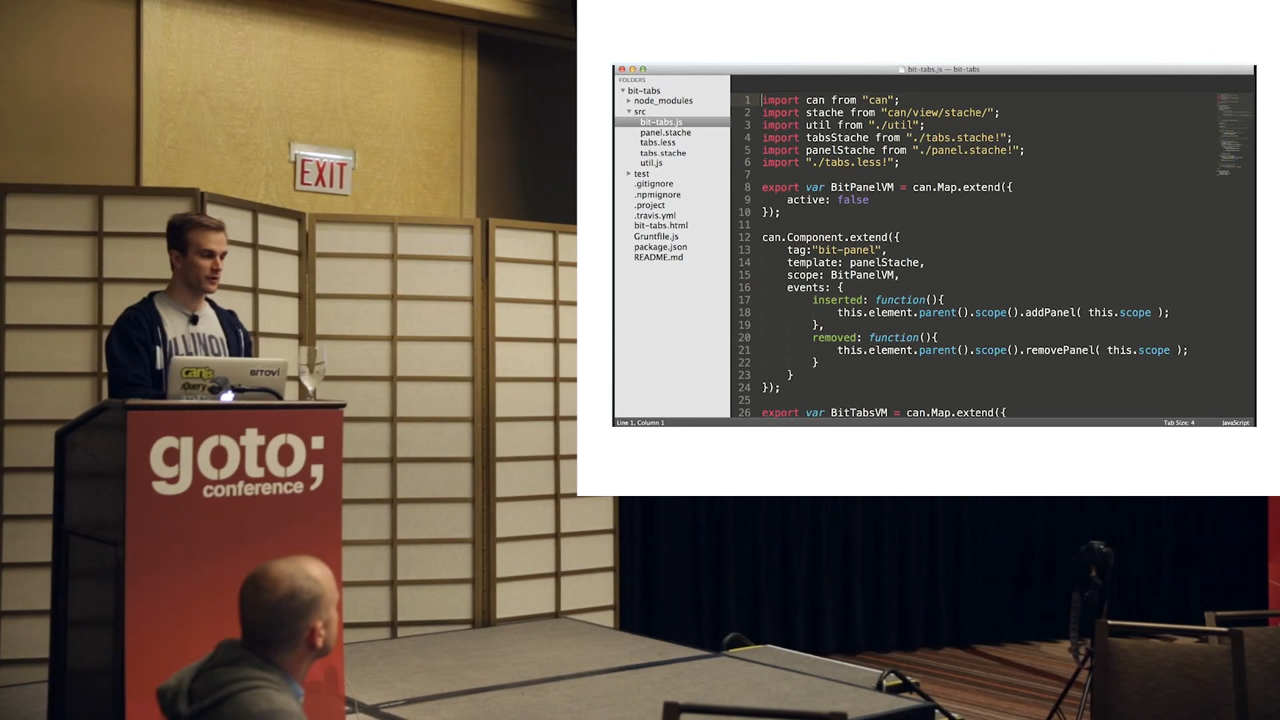 EXIT
ILLINOI
canjs
BITOVI
jQuery
goto;
conference
bit-tabs.js — bit-tabs
FOLDERS
bit-tabs
node_modules
src
bit-tabs.js
panel.stache
tabs.less
tabs.stache
util.js
test
.gitignore
.npmignore
.project
.travis.yml
bit-tabs.html
Gruntfile.js
package.json
README.md
1 import can from "can";
2 import stache from "can/view/stache/";
3 import util from "./util";
4 import tabsStache from "./tabs.stache!";
5 import panelStache from "./panel.stache!";
6 import "./tabs.less!";
7
8 export var BitPanelVM = can.Map.extend({
9 active: false
10 });
11
12 can.Component.extend({
13 tag:"bit-panel",
14 template: panelStache,
15 scope: BitPanelVM,
16 events: {
17 inserted: function(){
18 this.element.parent().scope().addPanel( this.scope );
19 },
20 removed: function(){
21 this.element.parent().scope().removePanel( this.scope );
22 }
23 }
24 });
25
26 export var BitTabsVM = can.Map.extend({
Line 1, Column 1
Tab Size: 4
JavaScript